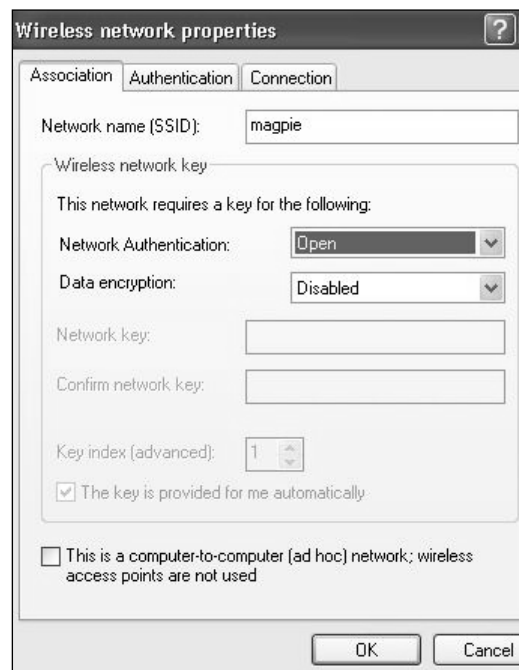 Wireless network properties
?
Association Authentication Connection
Network name (SSID): magpie
Wireless network key
This network requires a key for the following:
Network Authentication: Open
Data encryption: Disabled
Network key:
Confirm network key:
Key index (advanced): 1
The key is provided for me automatically
This is a computer-to-computer (ad hoc) network; wireless
access points are not used
OK Cancel